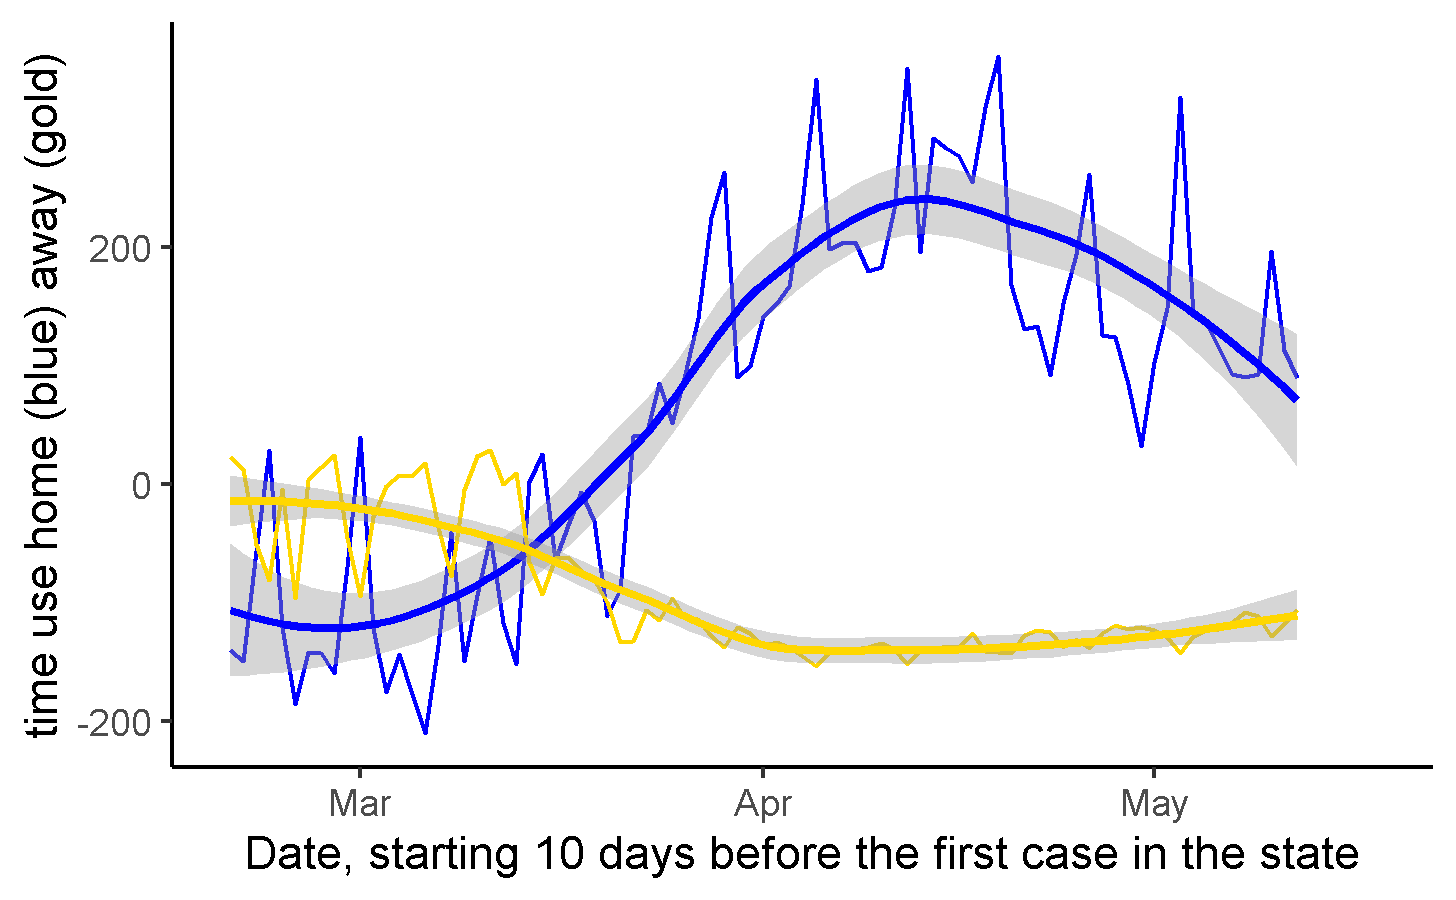 time use home (blue) away (gold)
200
0
-200
Mar Apr May
Date, starting 10 days before the first case in the state